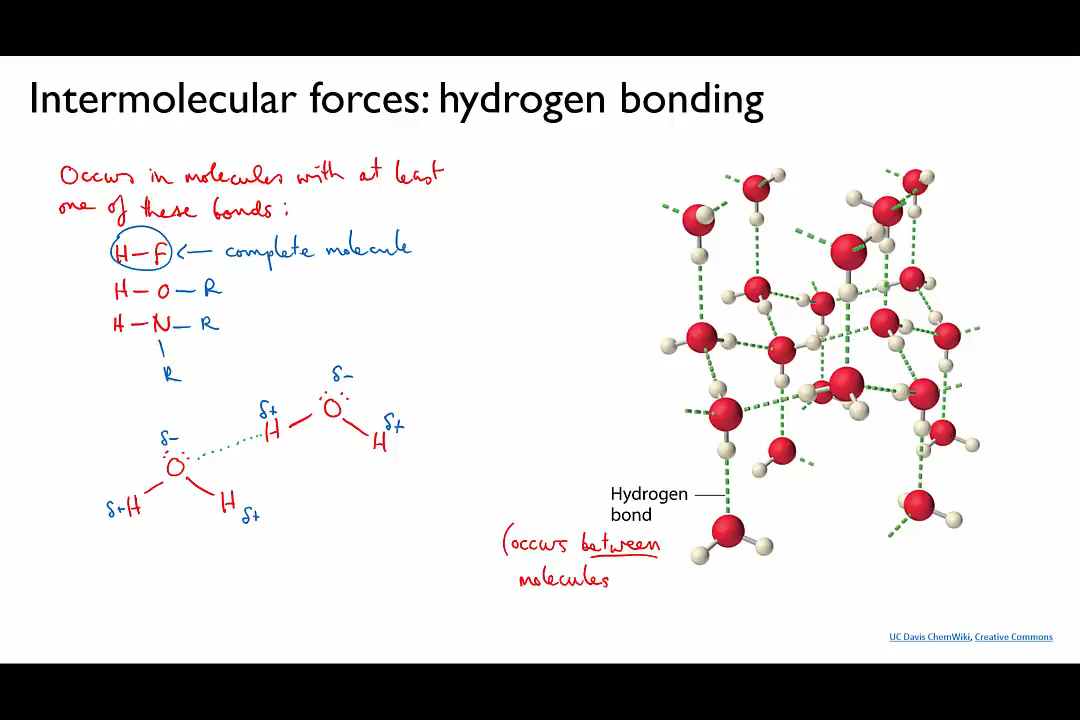 Intermolecular forces: hydrogen bonding
Occurs in molecules with at least
one of these bonds:
H–F ← complete molecule
H – O – R
H – N – R
R
δ-
δ+
O
δ+
H
H
δ-
O
δ+ H
H
δ+
Hydrogen
bond
(occurs between
molecules
UC Davis ChemWiki, Creative Commons